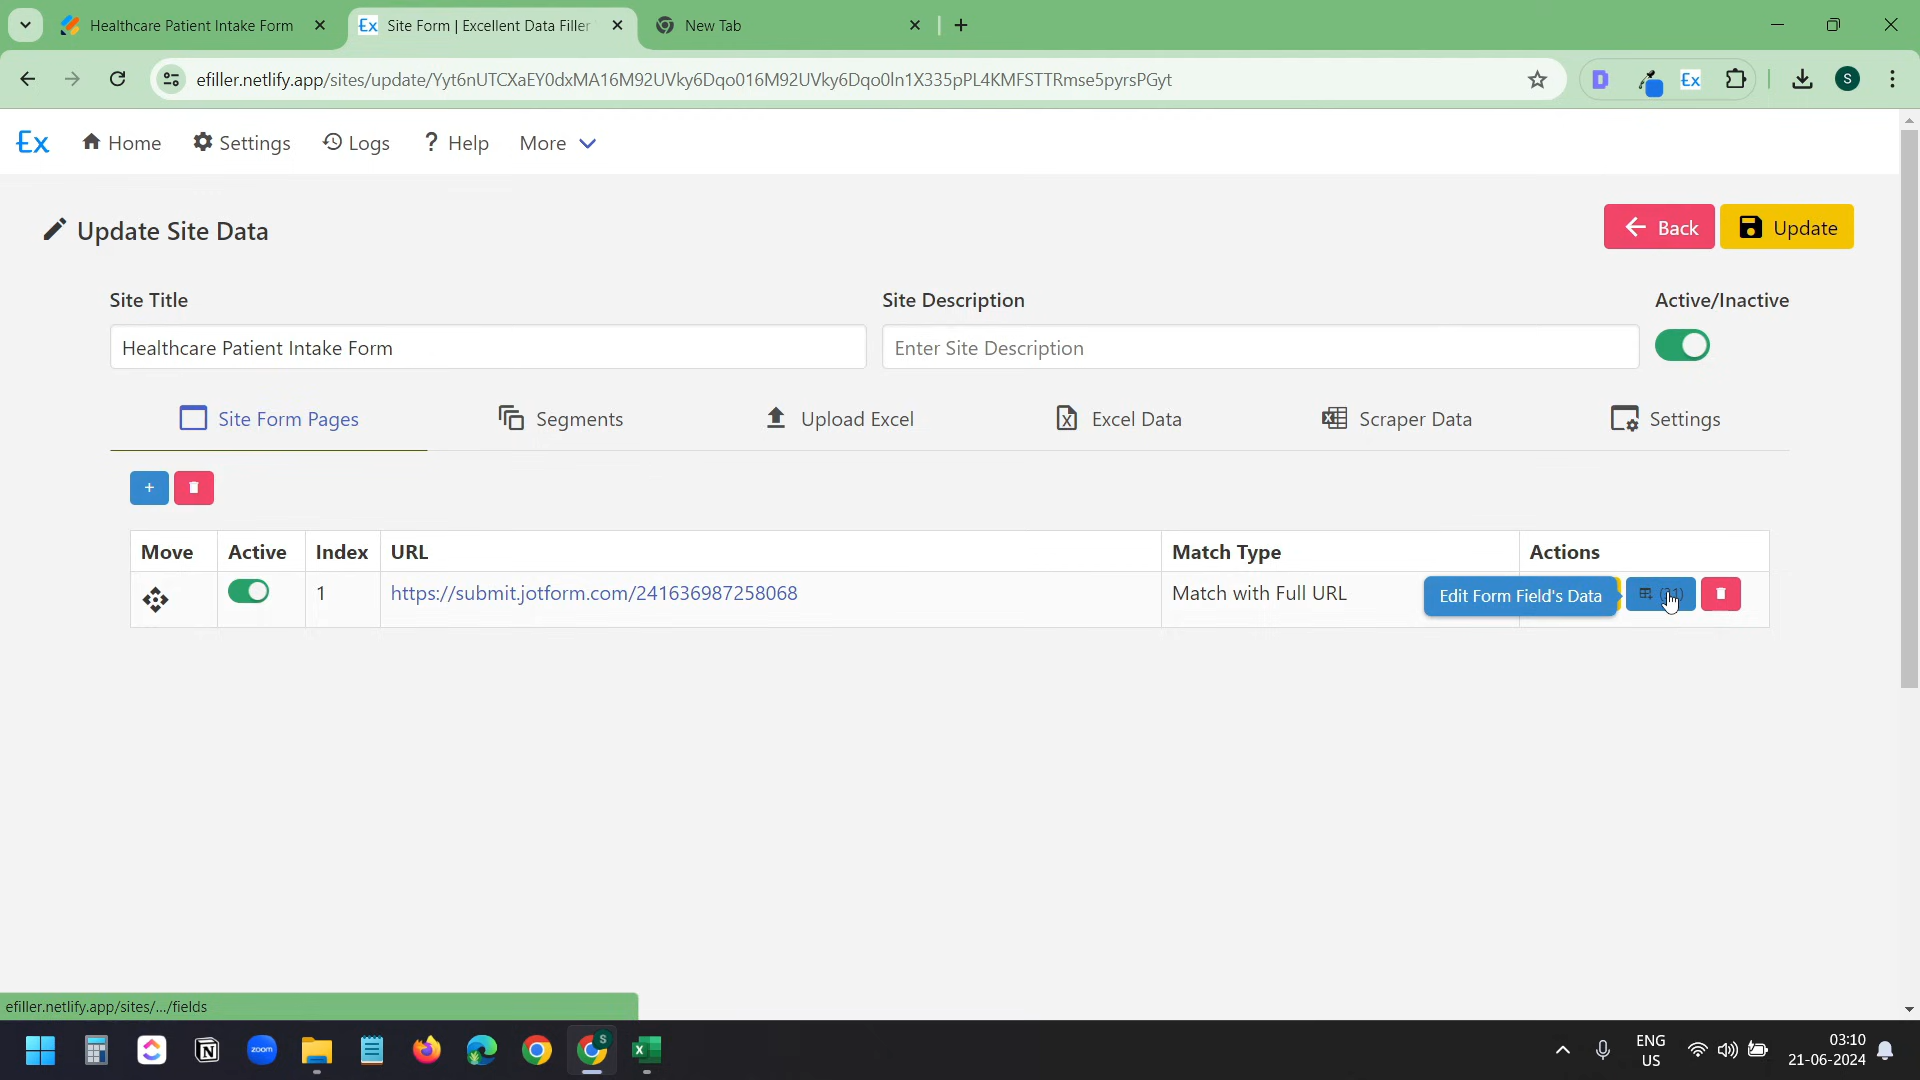 Healthcare Patient Intake Form
Site Form | Excellent Data Filler
New Tab
efiller.netlify.app/sites/update/Yyt6nUTCXaEY0dxMA16M92UVky6Dqo016M92UVky6Dqo0ln1X335pPL4KMFSTTRmse5pyrsPGyt
D
Ex
S
Ex
Home
Settings
Logs
? Help
More
Update Site Data
Back
Update
Site Title
Site Description
Active/Inactive
Healthcare Patient Intake Form
Enter Site Description
Site Form Pages
Segments
Upload Excel
Excel Data
Scraper Data
Settings
+
Move
Active
Index
URL
Match Type
Actions
1
https://submit.jotform.com/241636987258068
Match with Full URL
Edit Form Field's Data
efiller.netlify.app/sites/.../fields
zoom
S
ENG
US
03:10
21-06-2024